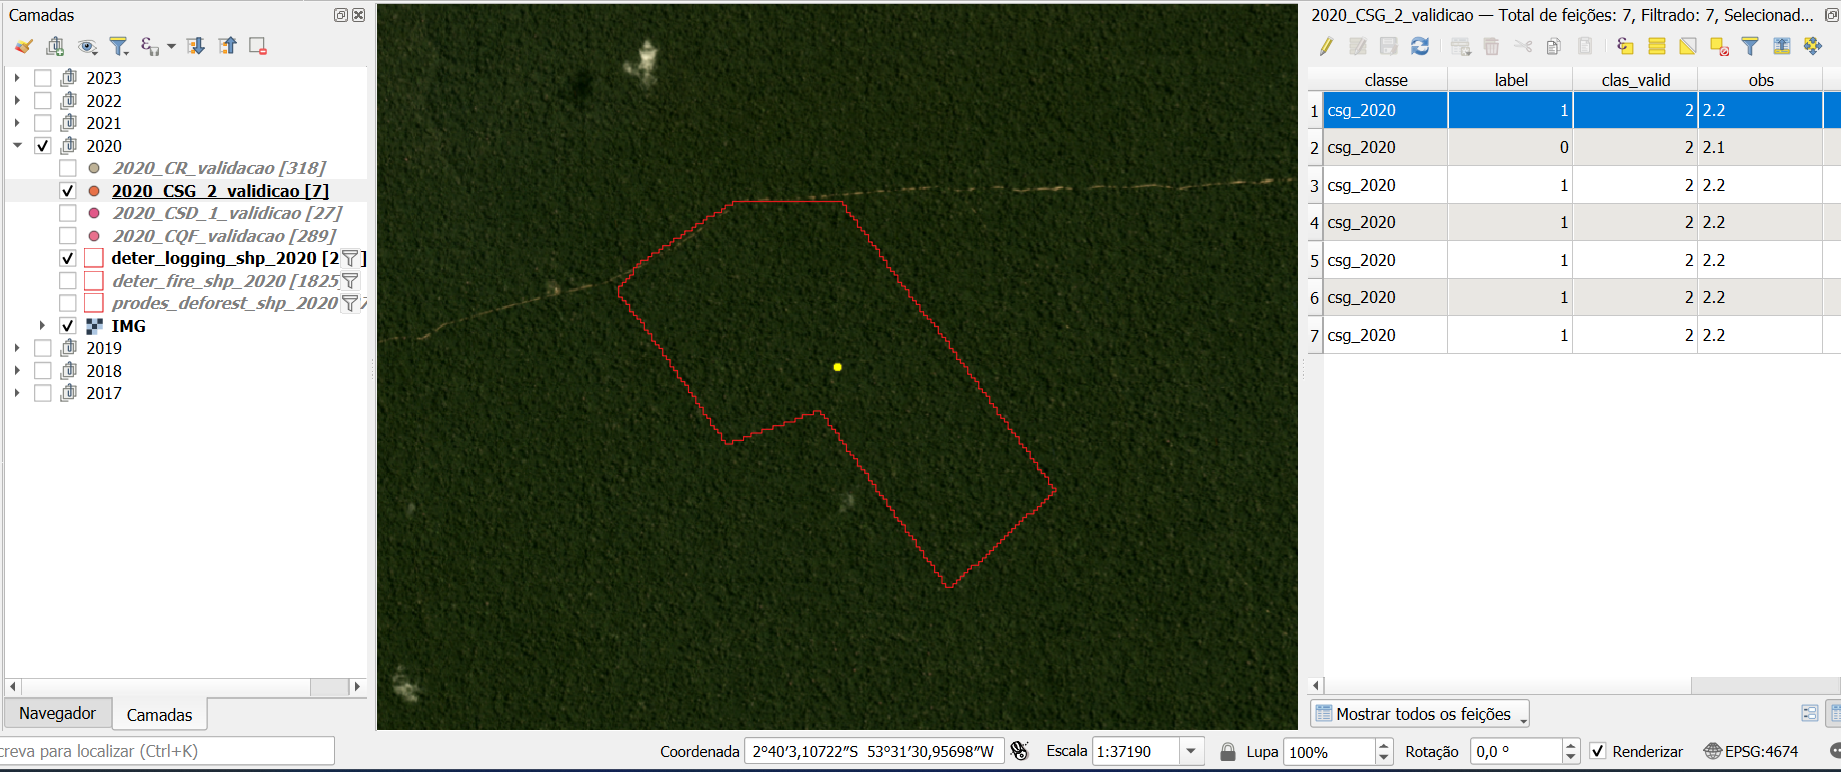 Camadas
2023
2022
2021
2020
2020_CR_validacao [318]
2020_CSG_2_validicao [7]
2020_CSD_1_validicao [27]
2020_CQF_validacao [289]
deter_logging_shp_2020 [2
deter_fire_shp_2020 [1825
prodes_deforest_shp_2020
IMG
2019
2018
2017
Navegador
Camadas
creva para localizar (Ctrl+K)
2020_CSG_2_validicao — Total de feições: 7, Filtrado: 7, Selecionad...
classe label clas_valid obs
1 csg_2020 1 2 2.2
2 csg_2020 0 2 2.1
3 csg_2020 1 2 2.2
4 csg_2020 1 2 2.2
5 csg_2020 1 2 2.2
6 csg_2020 1 2 2.2
7 csg_2020 1 2 2.2
Mostrar todos os feições
Coordenada 2°40′3,10722″S 53°31′30,95698″W Escala 1:37190 Lupa 100% Rotação 0,0 ° Renderizar EPSG:4674